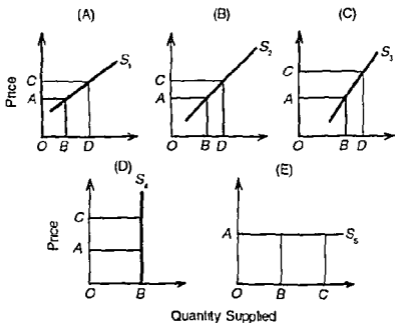 (A) (B) (C)
Price
C
A
O B D
S₁
C
A
O B D
S₂
C
A
O B D
S₃
(D) (E)
Price
C
A
O B
S₄
A
O B C
S₅
Quantity Supplied